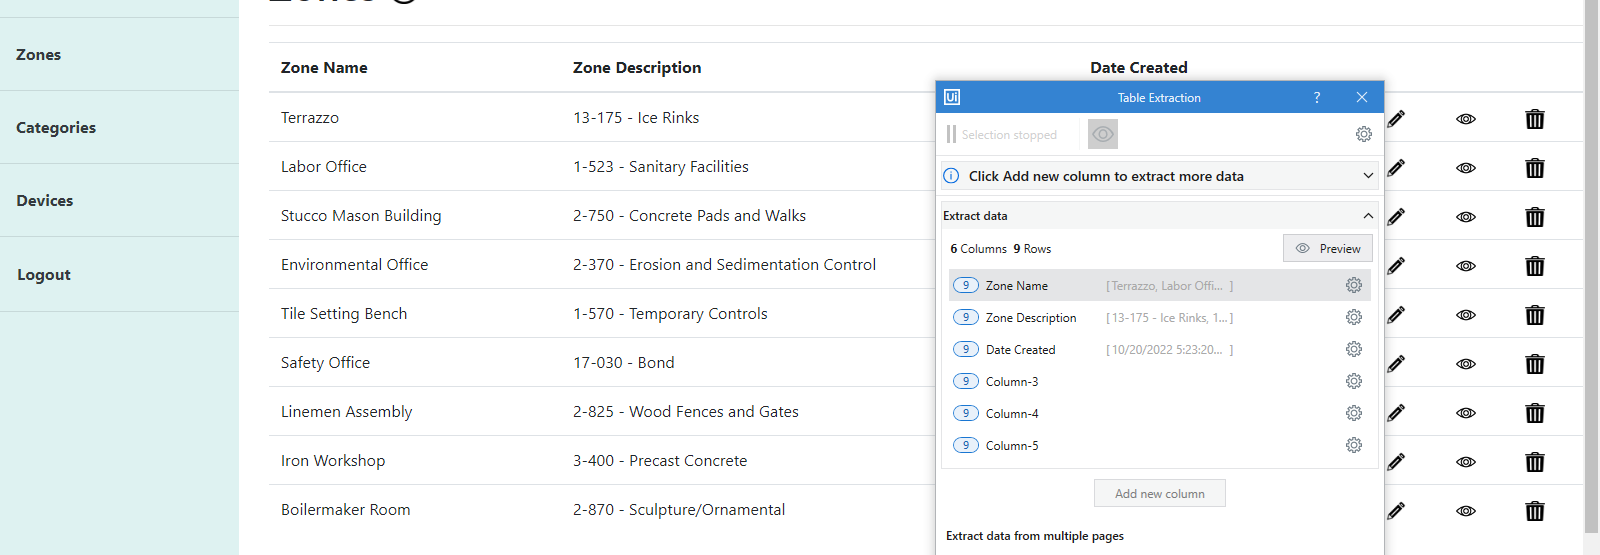 Zones
Zones
Categories
Devices
Logout
Zone Name Zone Description Date Created
Terrazzo 13-175 - Ice Rinks
Labor Office 1-523 - Sanitary Facilities
Stucco Mason Building 2-750 - Concrete Pads and Walks
Environmental Office 2-370 - Erosion and Sedimentation Control
Tile Setting Bench 1-570 - Temporary Controls
Safety Office 17-030 - Bond
Linemen Assembly 2-825 - Wood Fences and Gates
Iron Workshop 3-400 - Precast Concrete
Boilermaker Room 2-870 - Sculpture/Ornamental
Ui Table Extraction ?
Selection stopped
Click Add new column to extract more data
Extract data
6 Columns 9 Rows Preview
9 Zone Name [ Terrazzo, Labor Offi... ]
9 Zone Description [ 13-175 - Ice Rinks, 1... ]
9 Date Created [ 10/20/2022 5:23:20... ]
9 Column-3
9 Column-4
9 Column-5
Add new column
Extract data from multiple pages